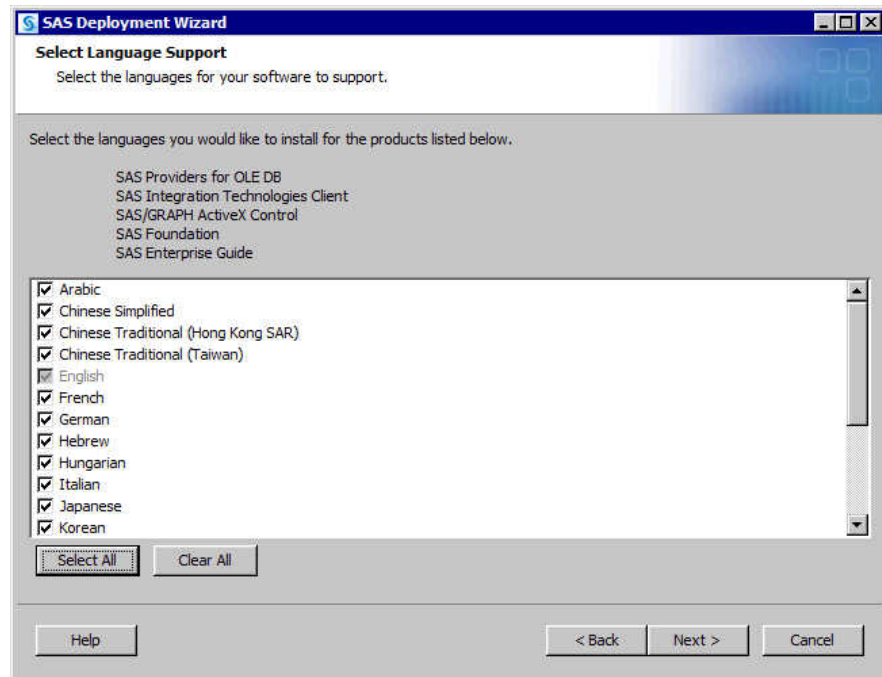 SAS Deployment Wizard
Select Language Support
Select the languages for your software to support.
Select the languages you would like to install for the products listed below.
SAS Providers for OLE DB
SAS Integration Technologies Client
SAS/GRAPH ActiveX Control
SAS Foundation
SAS Enterprise Guide
Arabic
Chinese Simplified
Chinese Traditional (Hong Kong SAR)
Chinese Traditional (Taiwan)
English
French
German
Hebrew
Hungarian
Italian
Japanese
Korean
Select All Clear All
Help < Back Next > Cancel